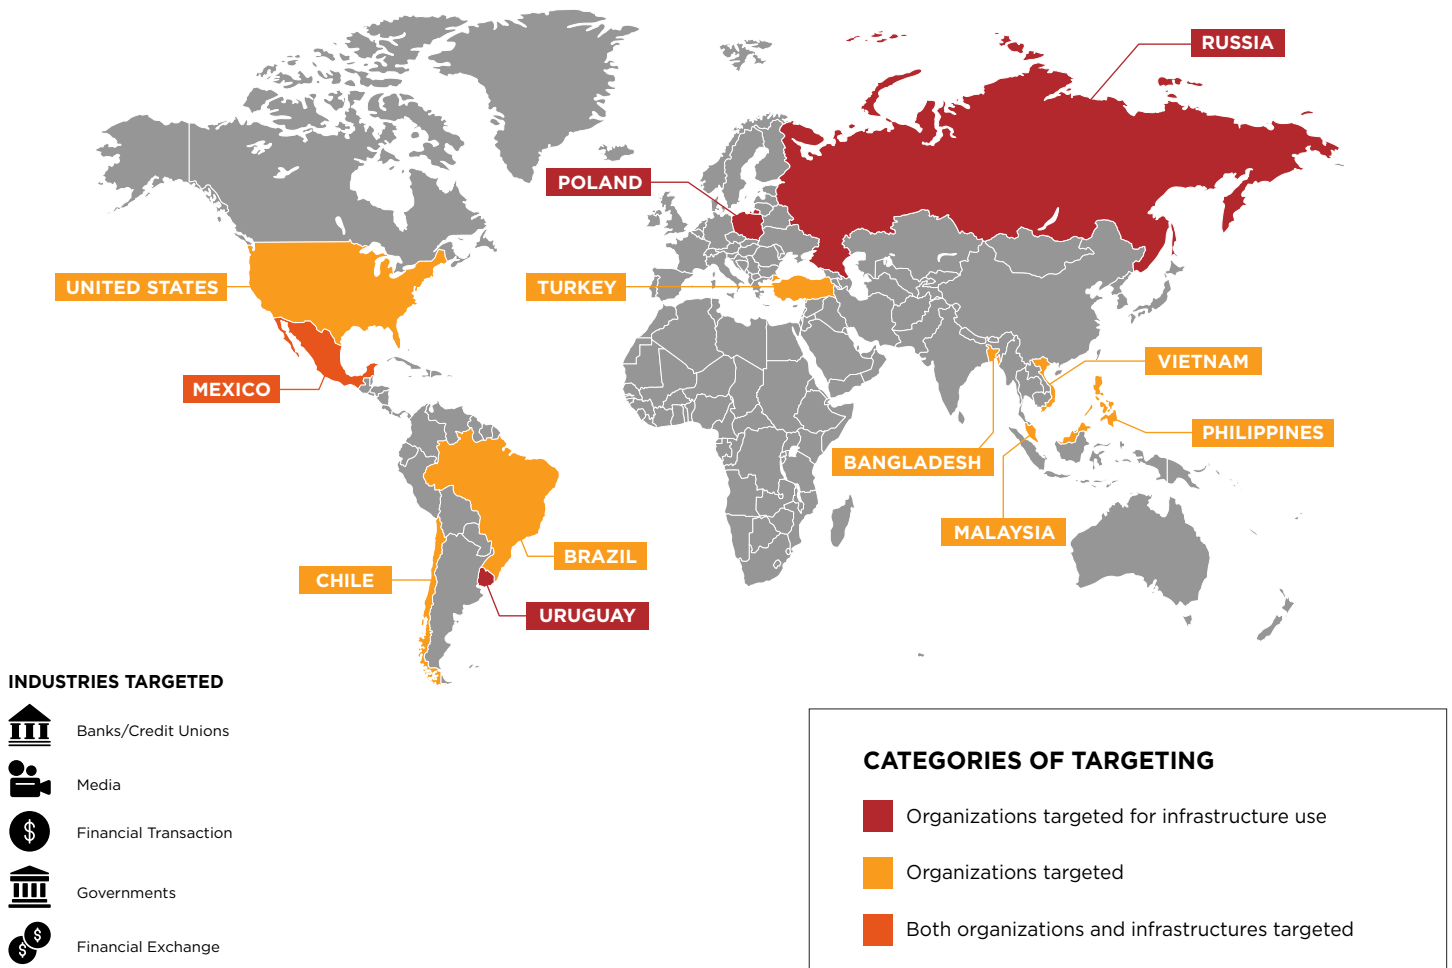 RUSSIA
POLAND
UNITED STATES
TURKEY
VIETNAM
MEXICO
PHILIPPINES
BANGLADESH
MALAYSIA
BRAZIL
CHILE
URUGUAY
INDUSTRIES TARGETED
Banks/Credit Unions
Media
$ Financial Transaction
Governments
$ $ Financial Exchange
CATEGORIES OF TARGETING
Organizations targeted for infrastructure use
Organizations targeted
Both organizations and infrastructures targeted